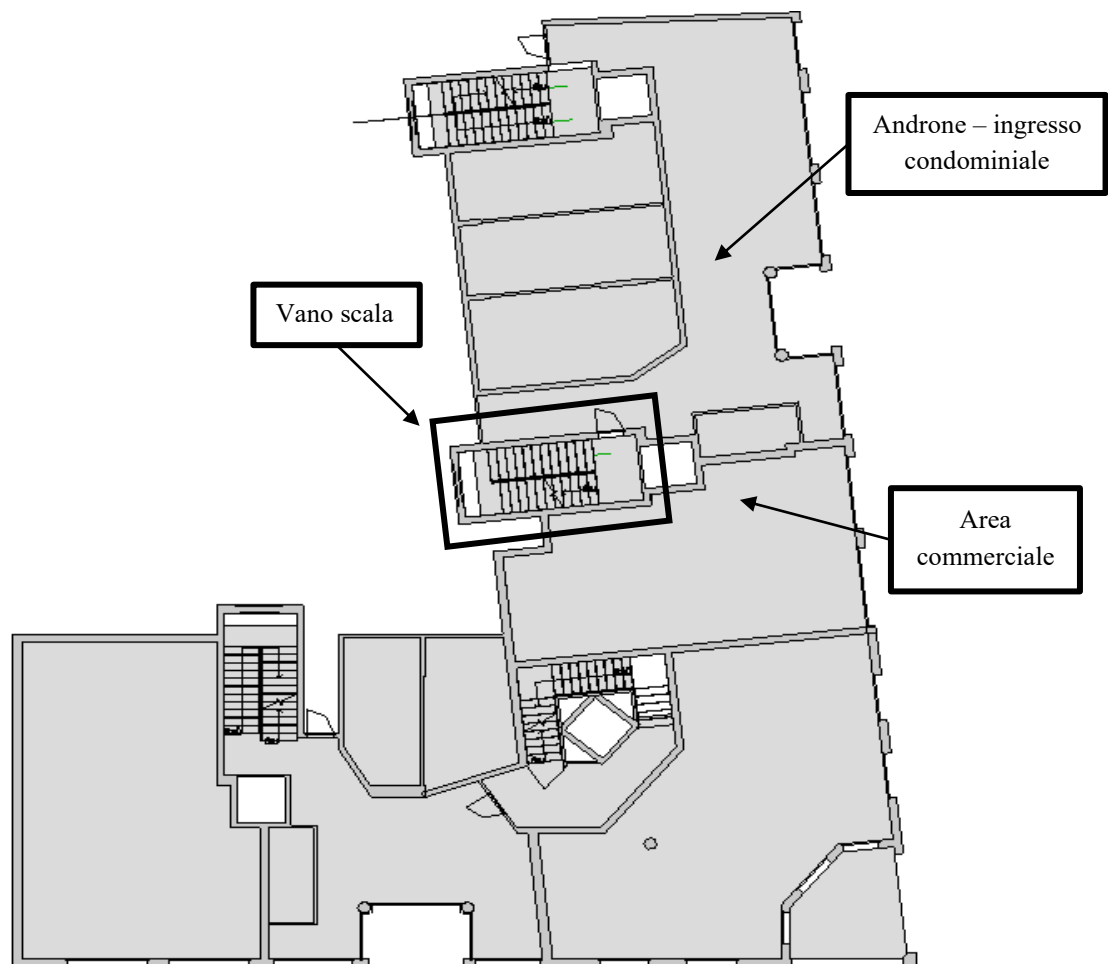 Androne – ingresso
condominiale
Vano scala
Area
commerciale